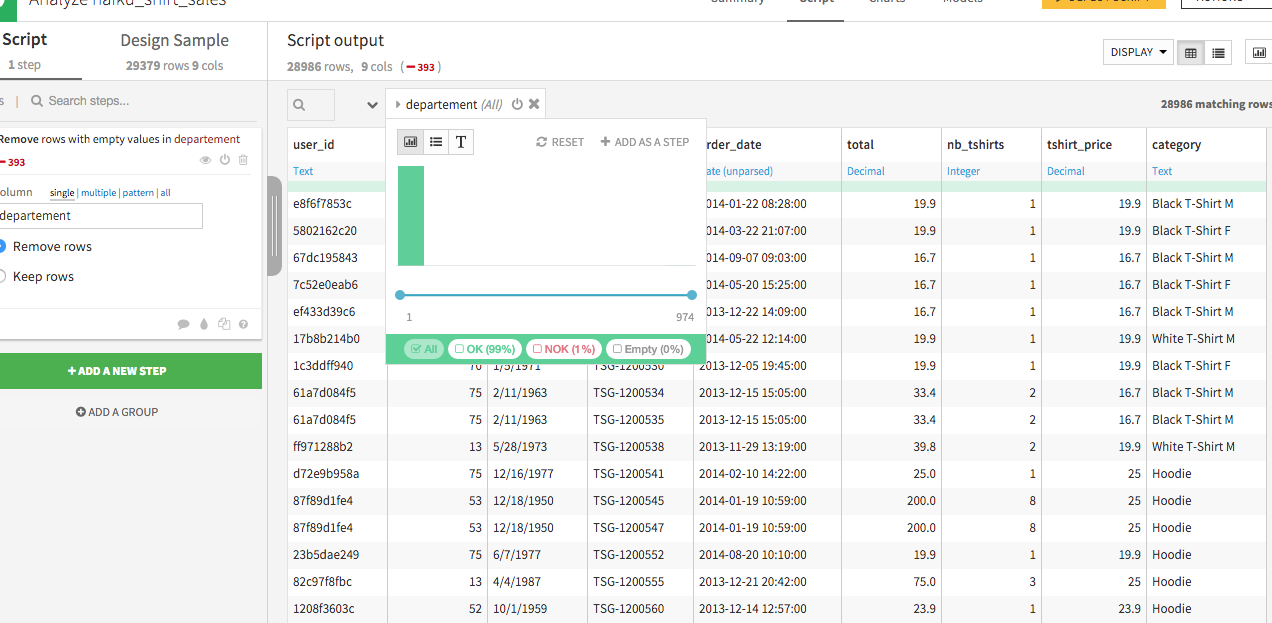 Analyze haiku_shirt_sales
Summary Script Charts Models DEPLOY SCRIPT ACTIONS
Script Design Sample
1 step 29379 rows 9 cols
Script output
28986 rows, 9 cols ( 393 )
DISPLAY
s | Search steps...
departement (All)
28986 matching rows
Remove rows with empty values in departement
393
olumn single | multiple | pattern | all
departement
Remove rows
Keep rows
+ ADD A NEW STEP
ADD A GROUP
T RESET + ADD AS A STEP
1 974
All OK (99%) NOK (1%) Empty (0%)
user_id rder_date total nb_tshirts tshirt_price category
Text ate (unparsed) Decimal Integer Decimal Text
e8f6f7853c 2014-01-22 08:28:00 19.9 1 19.9 Black T-Shirt M
5802162c20 2014-03-22 21:07:00 19.9 1 19.9 Black T-Shirt F
67dc195843 2014-09-07 09:03:00 16.7 1 16.7 Black T-Shirt M
7c52e0eab6 2014-05-20 15:25:00 16.7 1 16.7 Black T-Shirt F
ef433d39c6 2013-12-22 14:09:00 16.7 1 16.7 Black T-Shirt M
17b8b214b0 2014-05-22 12:14:00 19.9 1 19.9 White T-Shirt M
1c3ddff940 70 1/5/1971 TSG-1200530 2013-12-05 19:45:00 19.9 1 19.9 Black T-Shirt F
61a7d084f5 75 2/11/1963 TSG-1200534 2013-12-15 15:05:00 33.4 2 16.7 Black T-Shirt M
61a7d084f5 75 2/11/1963 TSG-1200535 2013-12-15 15:05:00 33.4 2 16.7 Black T-Shirt M
ff971288b2 13 5/28/1973 TSG-1200538 2013-11-29 13:19:00 39.8 2 19.9 White T-Shirt M
d72e9b958a 75 12/16/1977 TSG-1200541 2014-02-10 14:22:00 25.0 1 25 Hoodie
87f89d1fe4 53 12/18/1950 TSG-1200545 2014-01-19 10:59:00 200.0 8 25 Hoodie
87f89d1fe4 53 12/18/1950 TSG-1200547 2014-01-19 10:59:00 200.0 8 25 Hoodie
23b5dae249 75 6/7/1977 TSG-1200552 2014-08-20 10:10:00 19.9 1 19.9 Hoodie
82c97f8fbc 13 4/4/1987 TSG-1200555 2013-12-21 20:42:00 75.0 3 25 Hoodie
1208f3603c 52 10/1/1959 TSG-1200560 2013-12-14 12:57:00 23.9 1 23.9 Hoodie